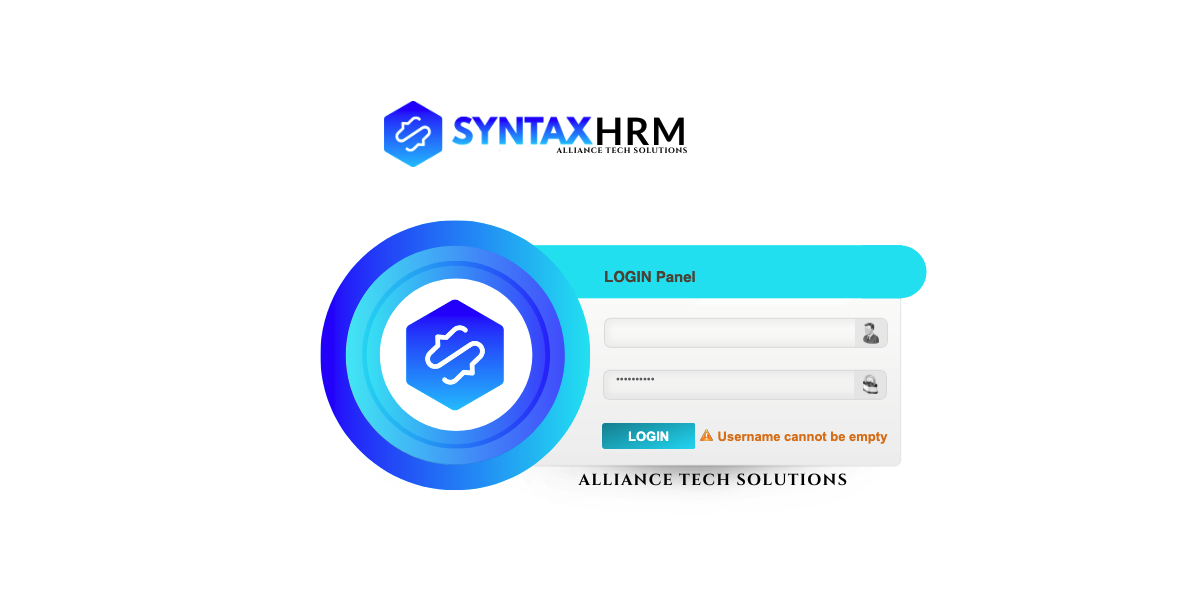 SYNTAXHRM
ALLIANCE TECH SOLUTIONS
LOGIN Panel
**********
LOGIN
Username cannot be empty
ALLIANCE TECH SOLUTIONS